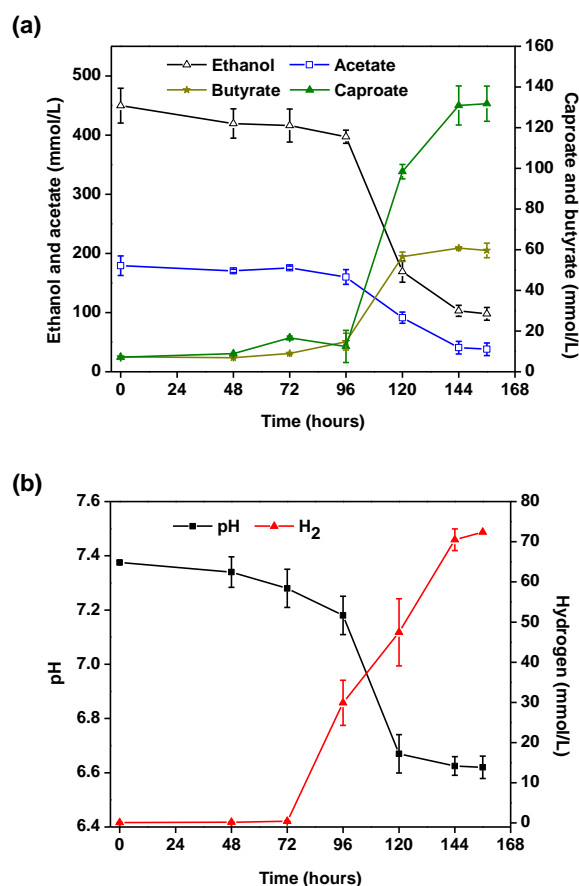 (a)
Ethanol Acetate
Butyrate Caproate
Ethanol and acetate (mmol/L)
500
400
300
200
100
0
Caproate and butyrate
(mmol/L)
160
140
120
100
80
60
40
20
0
0 24 48 72 96 120 144 168
Time (hours)
(b)
pH H2
pH
7.6
7.4
7.2
7.0
6.8
6.6
6.4
Hydrogen (mmol/L)
80
70
60
50
40
30
20
10
0
0 24 48 72 96 120 144 168
Time (hours)